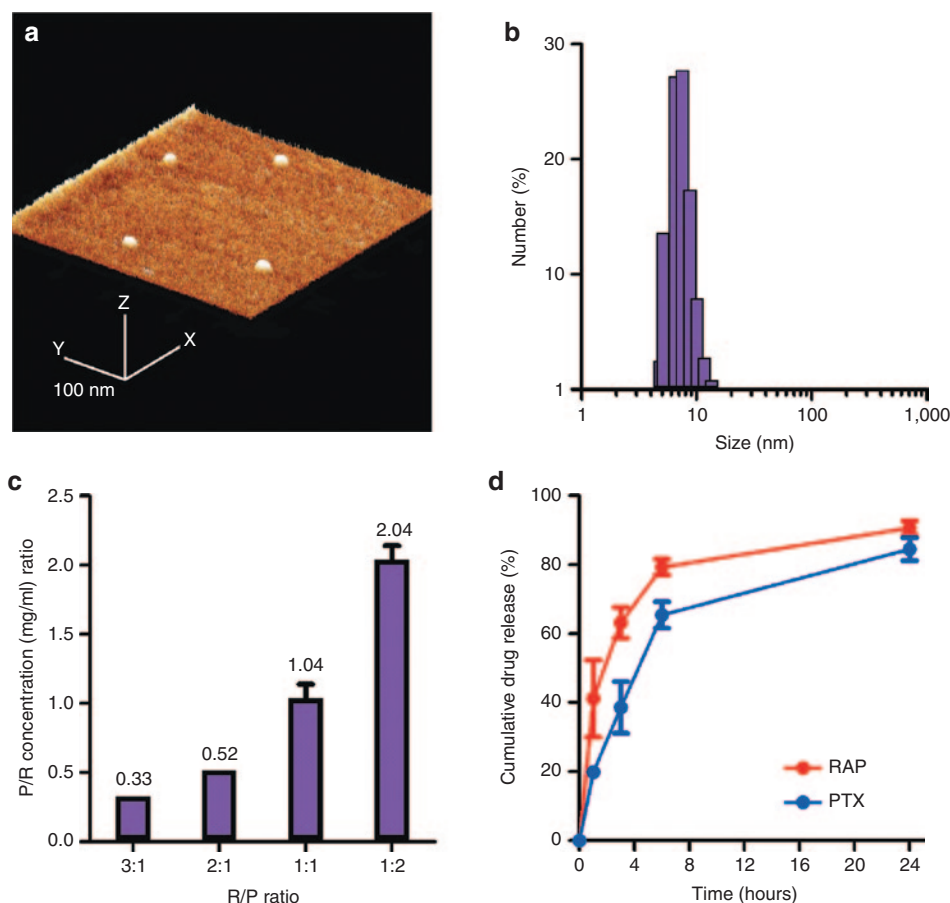 a
Z
Y
X
100 nm
b
30
20
10
1
Number (%)
1
10
100
1,000
Size (nm)
c
2.5
2.0
1.5
1.0
0.5
0.0
P/R concentration (mg/ml) ratio
0.33
0.52
1.04
2.04
3:1
2:1
1:1
1:2
R/P ratio
d
100
80
60
40
20
0
Cumulative drug release (%)
RAP
PTX
0
4
8
12
16
20
24
Time (hours)